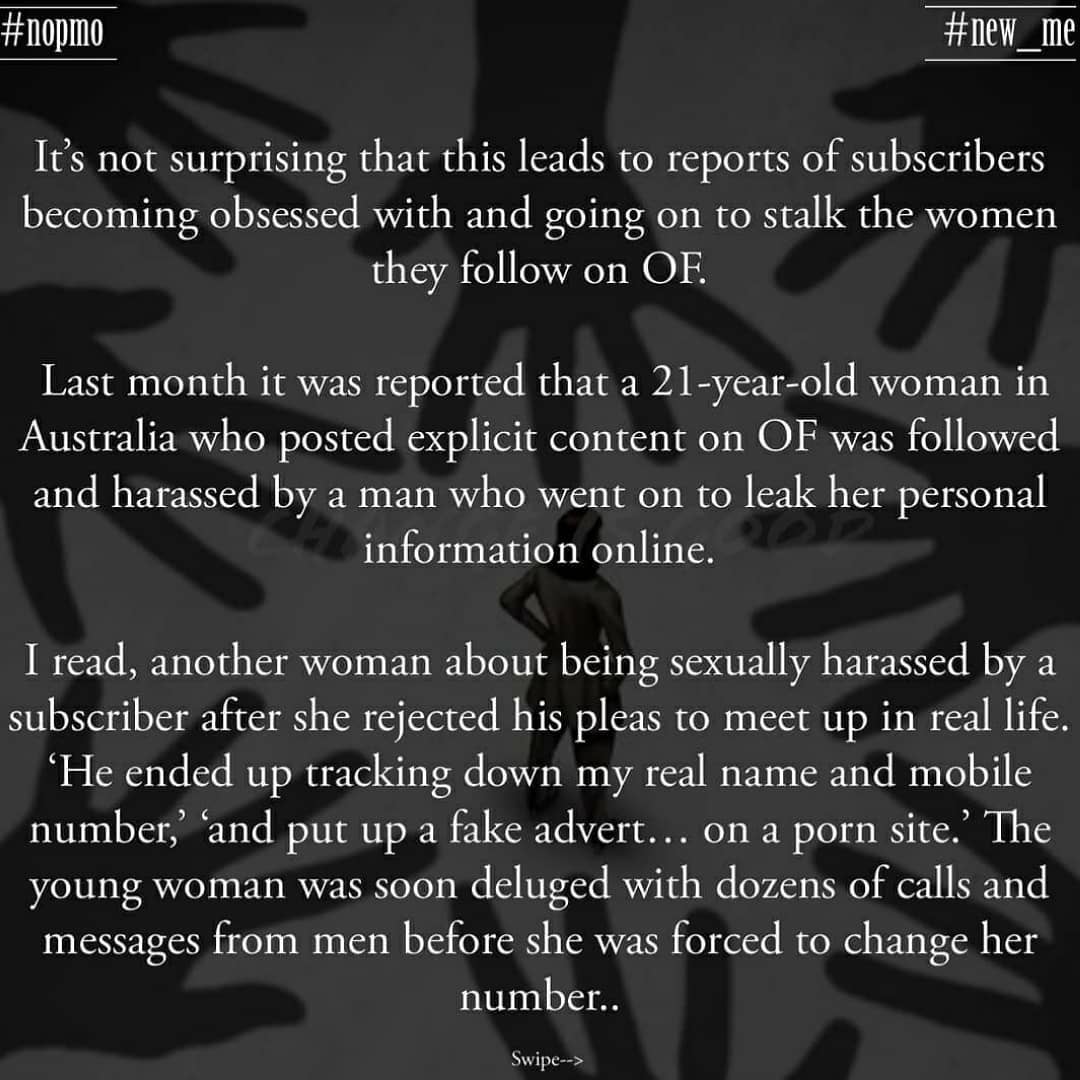 #nopmo
#new_me
It’s not surprising that this leads to reports of subscribers
becoming obsessed with and going on to stalk the women
they follow on OF.
Last month it was reported that a 21-year-old woman in
Australia who posted explicit content on OF was followed
and harassed by a man who went on to leak her personal
information online.
I read, another woman about being sexually harassed by a
subscriber after she rejected his pleas to meet up in real life.
‘He ended up tracking down my real name and mobile
number,’ ‘and put up a fake advert… on a porn site.’ The
young woman was soon deluged with dozens of calls and
messages from men before she was forced to change her
number..
Swipe-->